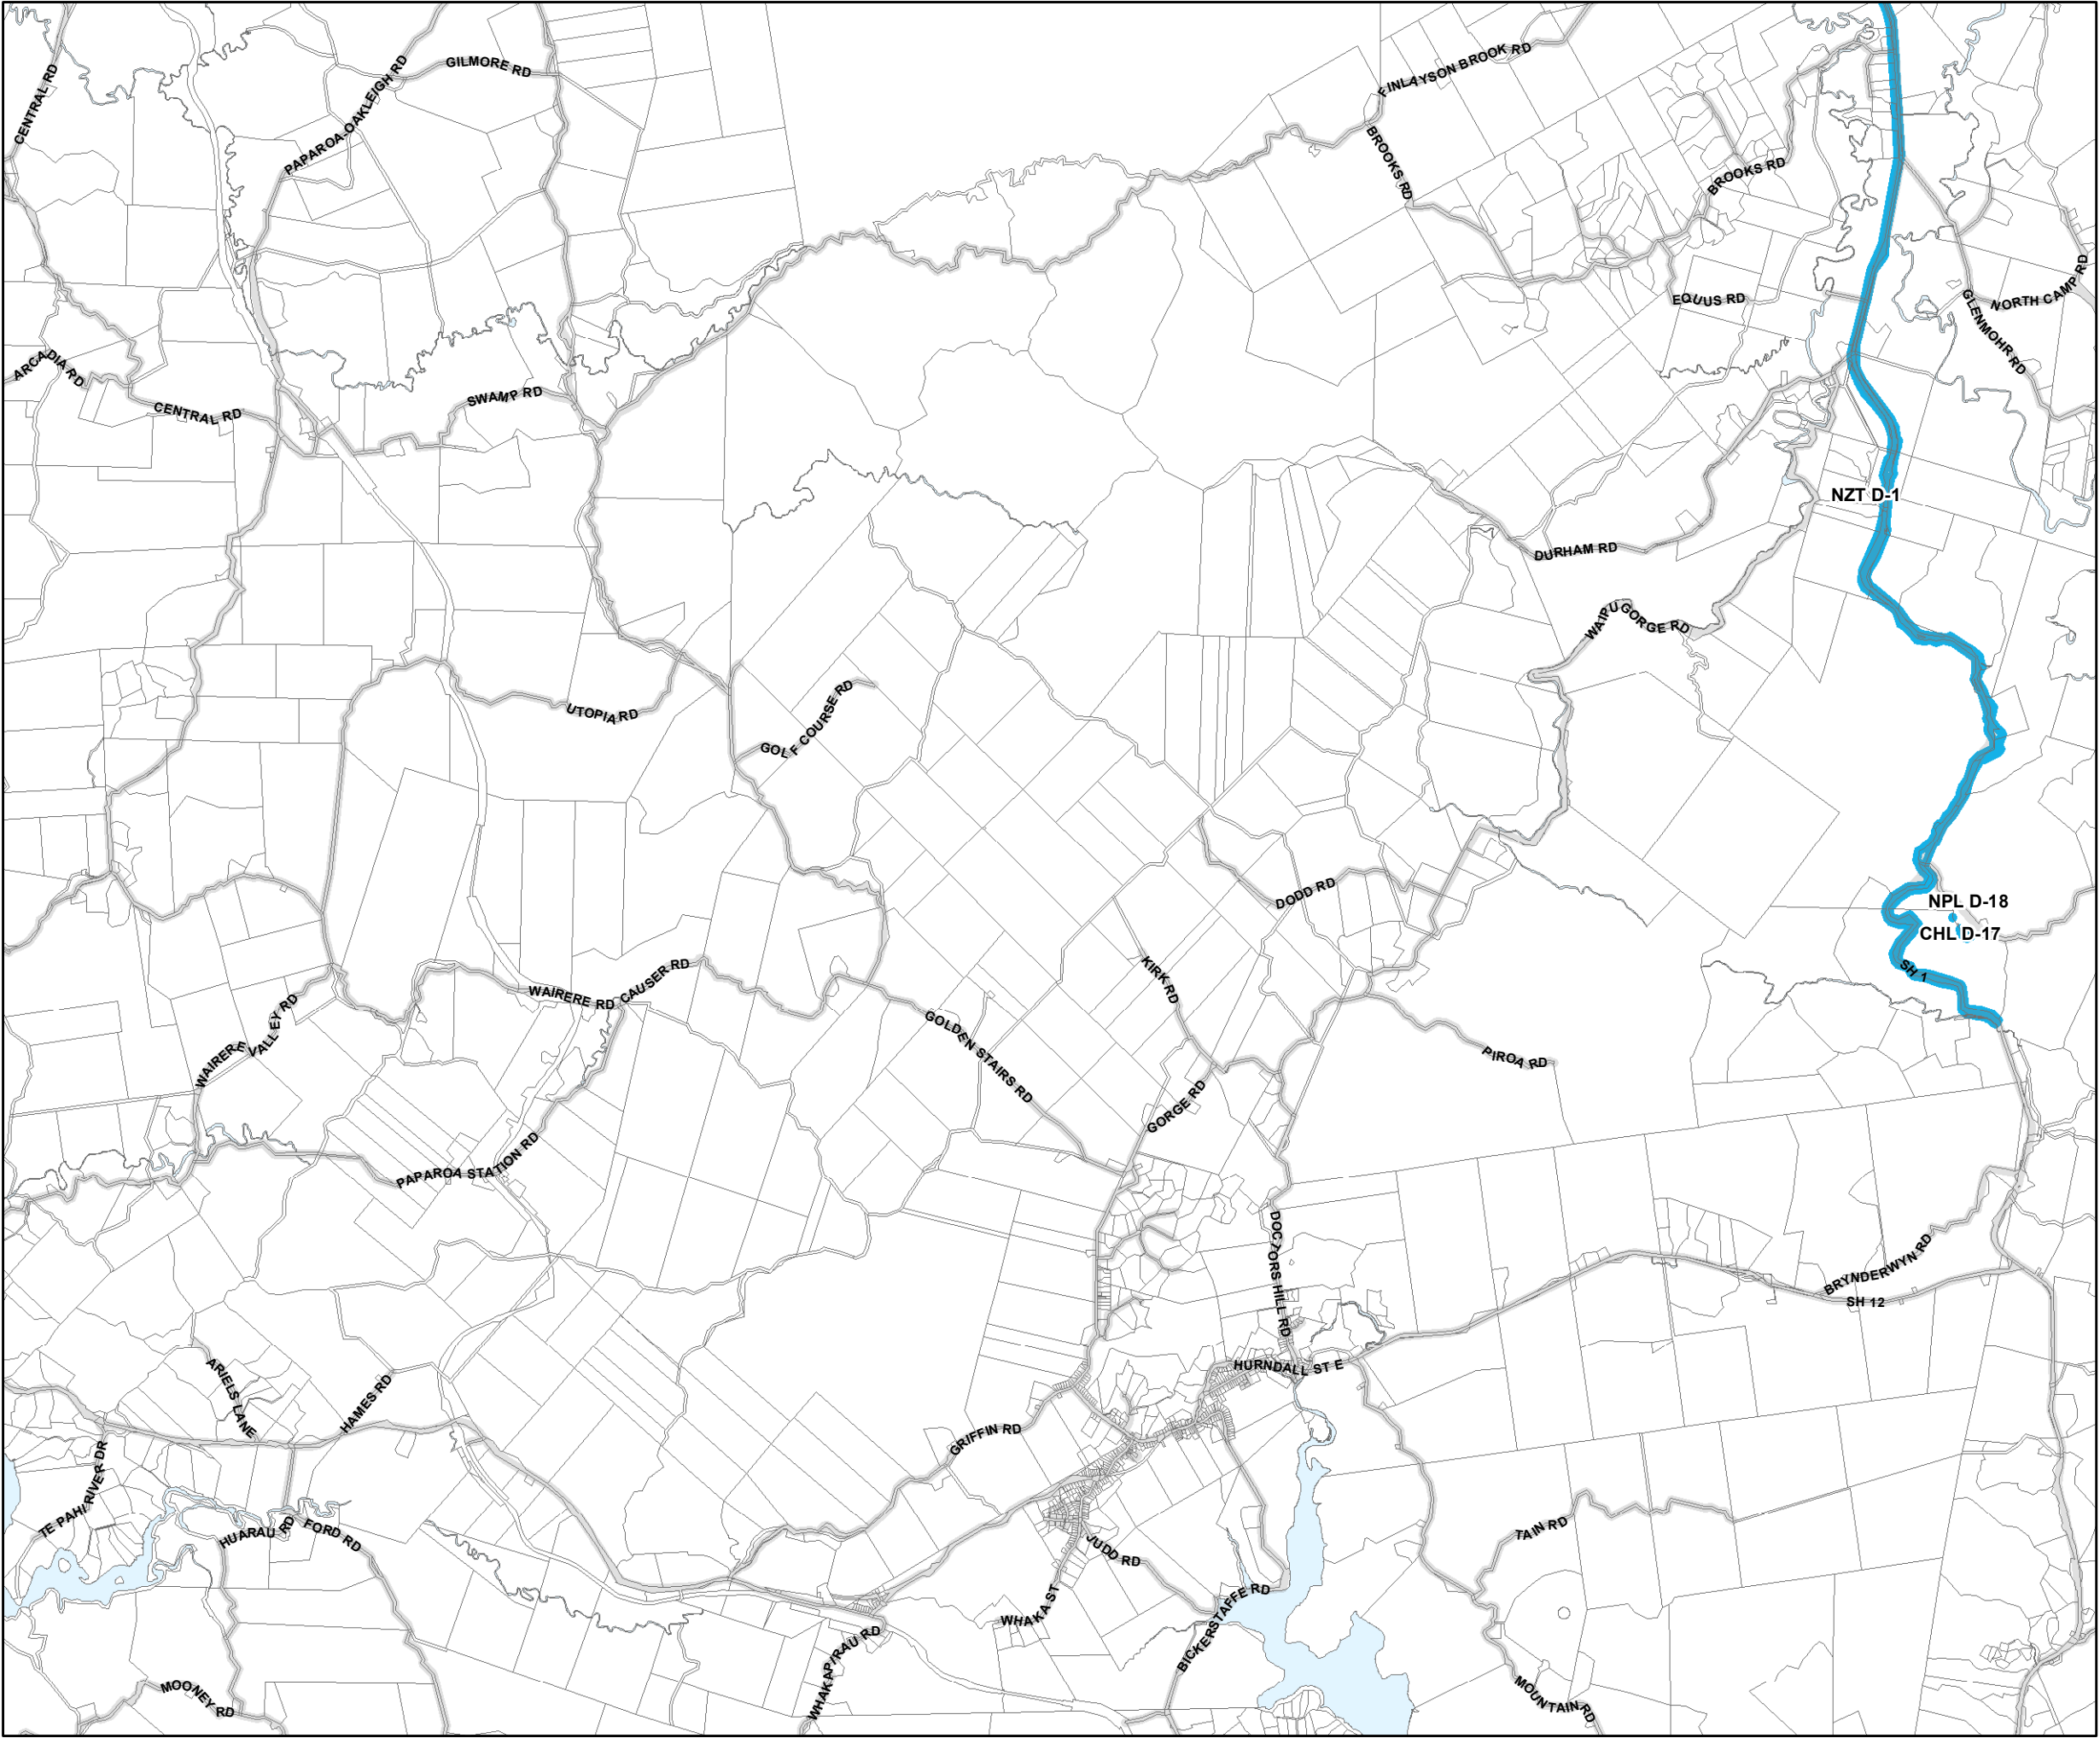 CENTRAL RD
GILMORE RD
PAPAROA-OAKLEIGH RD
FINLAYSON BROOK RD
BROOKS RD
BROOKS RD
EQUUS RD
NORTH CAMP RD
GLENMOHR RD
ARCADIA RD
CENTRAL RD
SWAMP RD
NZT D-1
DURHAM RD
WAIPU GORGE RD
UTOPIA RD
GOLF COURSE RD
DODD RD
NPL D-18
CHL D-17
SH 1
KIRK RD
WAIRERE RD
CAUSER RD
WAIRERE VALLEY RD
GOLDEN STAIRS RD
PIROA RD
GORGE RD
PAPAROA STATION RD
DOCTORS HILL RD
BRYNDERWYN RD
SH 12
HURNDALL ST E
ARIELS LANE
HAMES RD
GRIFFIN RD
TE PAHI RIVER DR
HUARAU RD
FORD RD
JUDD RD
TAIN RD
WHAKA ST
BICKERSTAFFE RD
WHAKAPIRAU RD
MOONEY RD
MOUNTAIN RD